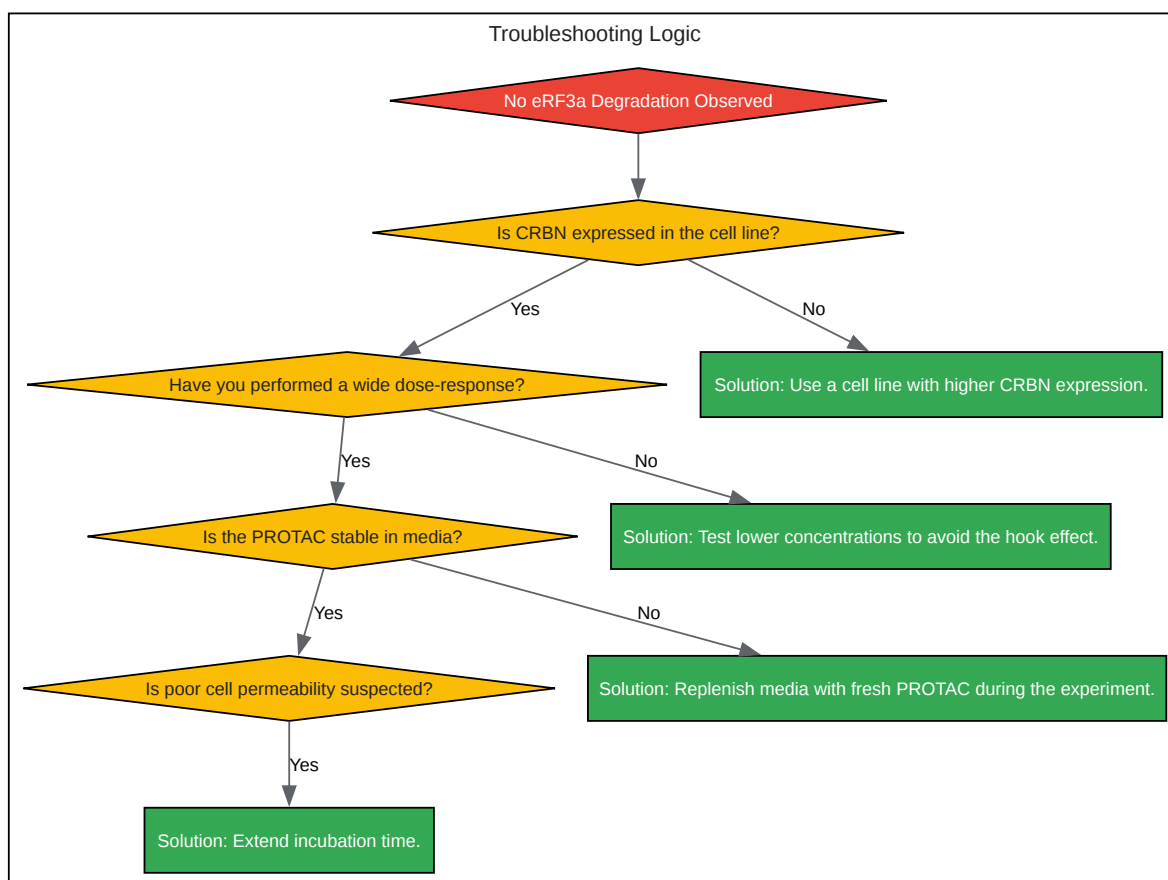 Troubleshooting Logic
No eRF3a Degradation Observed
Is CRBN expressed in the cell line?
Yes
No
Have you performed a wide dose-response?
Solution: Use a cell line with higher CRBN expression.
Yes
No
Is the PROTAC stable in media?
Solution: Test lower concentrations to avoid the hook effect.
Yes
No
Is poor cell permeability suspected?
Solution: Replenish media with fresh PROTAC during the experiment.
Yes
Solution: Extend incubation time.